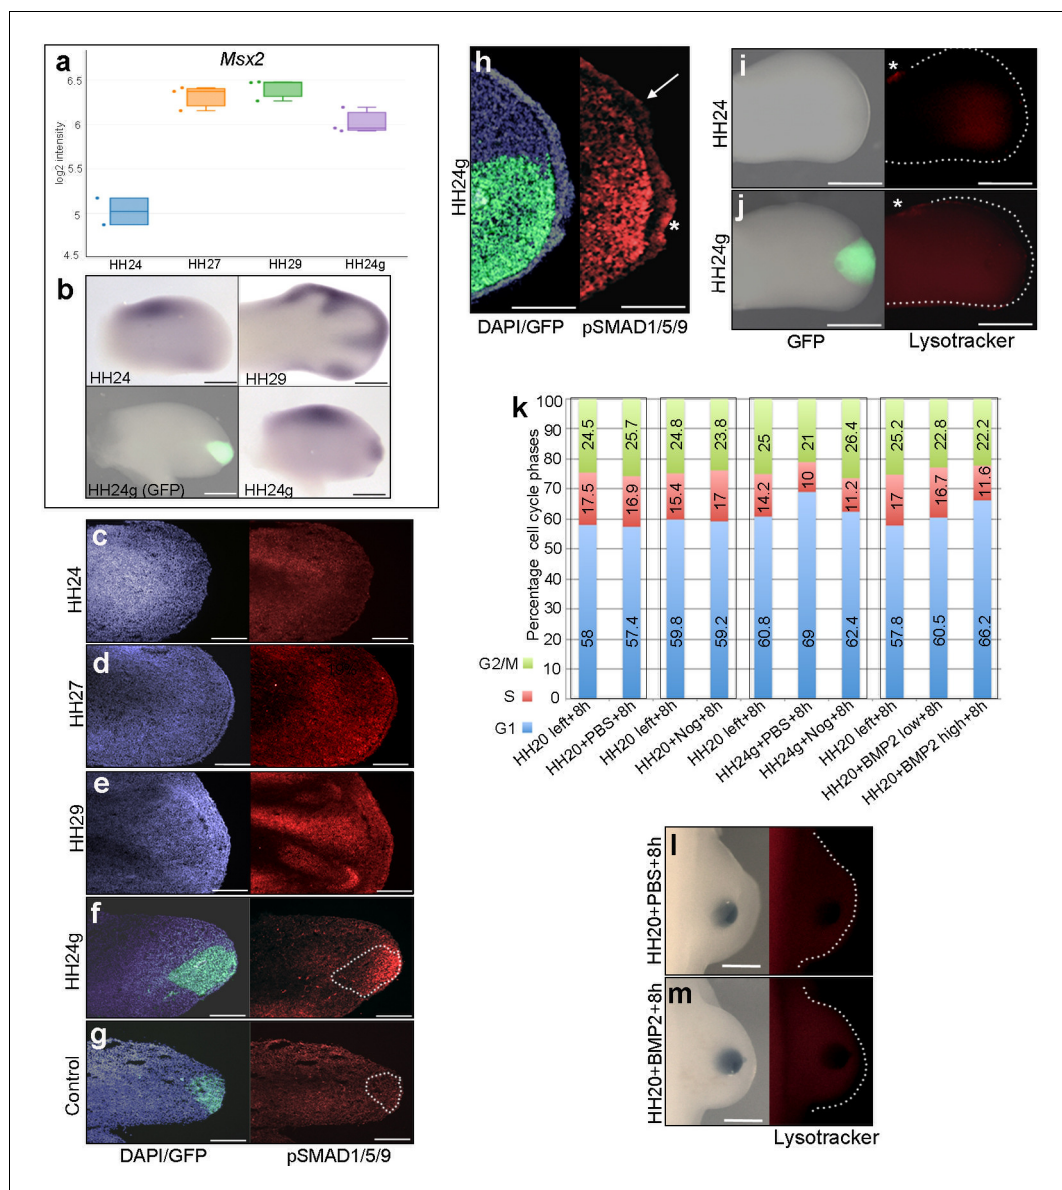 a
Msx2
log2 intensity
6.5
6
5.5
5
4.5
HH24 HH27 HH29 HH24g
b
HH24
HH29
HH24g (GFP)
HH24g
c
HH24
d
HH27
e
HH29
f
HH24g
g
Control
DAPI/GFP pSMAD1/5/9
h
HH24g
*
DAPI/GFP pSMAD1/5/9
i
HH24
*
j
HH24g
*
GFP Lysotracker
k
Percentage cell cycle phases
100
90
80
70
60
50
40
30
20
10
0
G2/M
S
G1
24.5 25.7 24.8 23.8 25 21 26.4 25.2 22.8 22.2
17.5 16.9 15.4 17 14.2 10 11.2 17 16.7 11.6
58 57.4 59.8 59.2 60.8 69 62.4 57.8 60.5 66.2
HH20 left+8h
HH20+PBS+8h
HH20 left+8h
HH20+Nog+8h
HH20 left+8h
HH24g+PBS+8h
HH24g+Nog+8h
HH20 left+8h
HH20+BMP2 low+8h
HH20+BMP2 high+8h
l
HH20+PBS+8h
m
HH20+BMP2+8h
Lysotracker